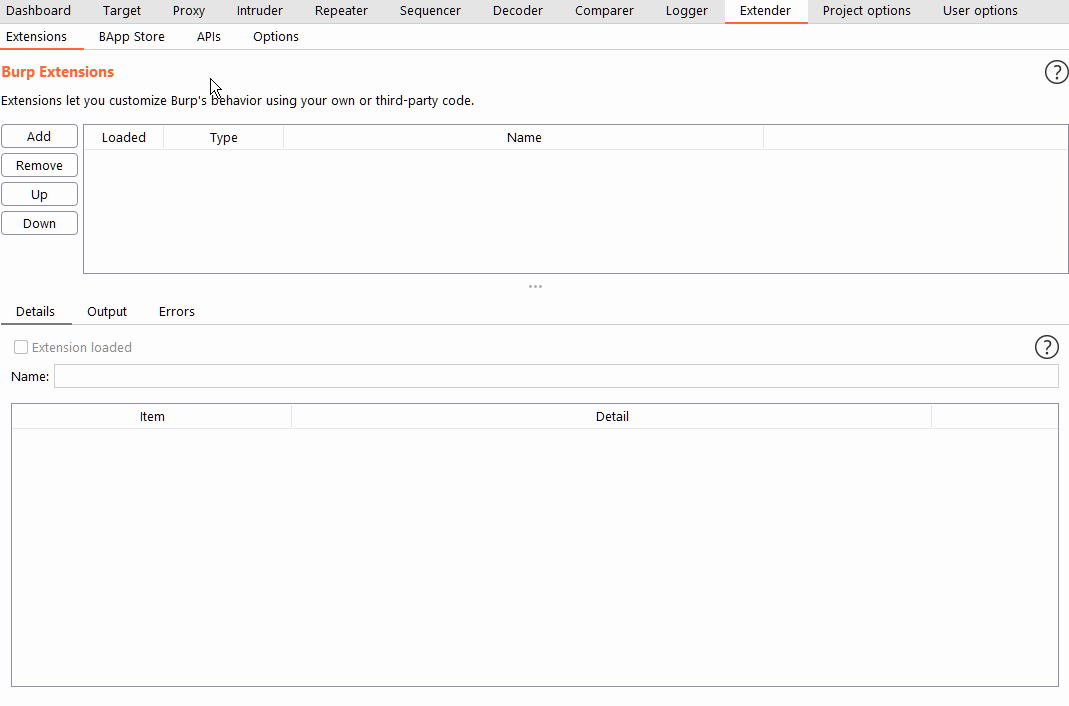 Dashboard Target Proxy Intruder Repeater Sequencer Decoder Comparer Logger Extender Project options User options
Extensions BApp Store APIs Options
Burp Extensions
?
Extensions let you customize Burp's behavior using your own or third-party code.
Add
Loaded Type Name
Remove
Up
Down
Details Output Errors
Extension loaded
?
Name:
Item Detail